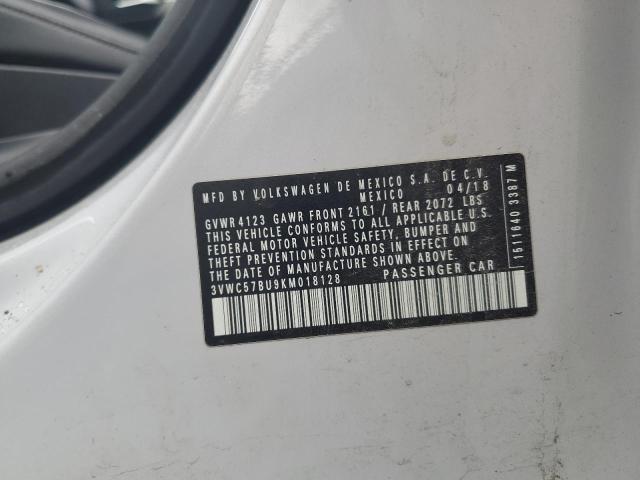 MFD BY VOLKSWAGEN DE MEXICO S.A. DE C.V.
MEXICO 04/18
GVWR 4123 GAWR FRONT 2161 / REAR 2072 LBS
THIS VEHICLE CONFORMS TO ALL APPLICABLE U.S.
FEDERAL MOTOR VEHICLE SAFETY, BUMPER AND
THEFT PREVENTION STANDARDS IN EFFECT ON
THE DATE OF MANUFACTURE SHOWN ABOVE.
3VWC57BU9KM018128 PASSENGER CAR
1511640 3387 M